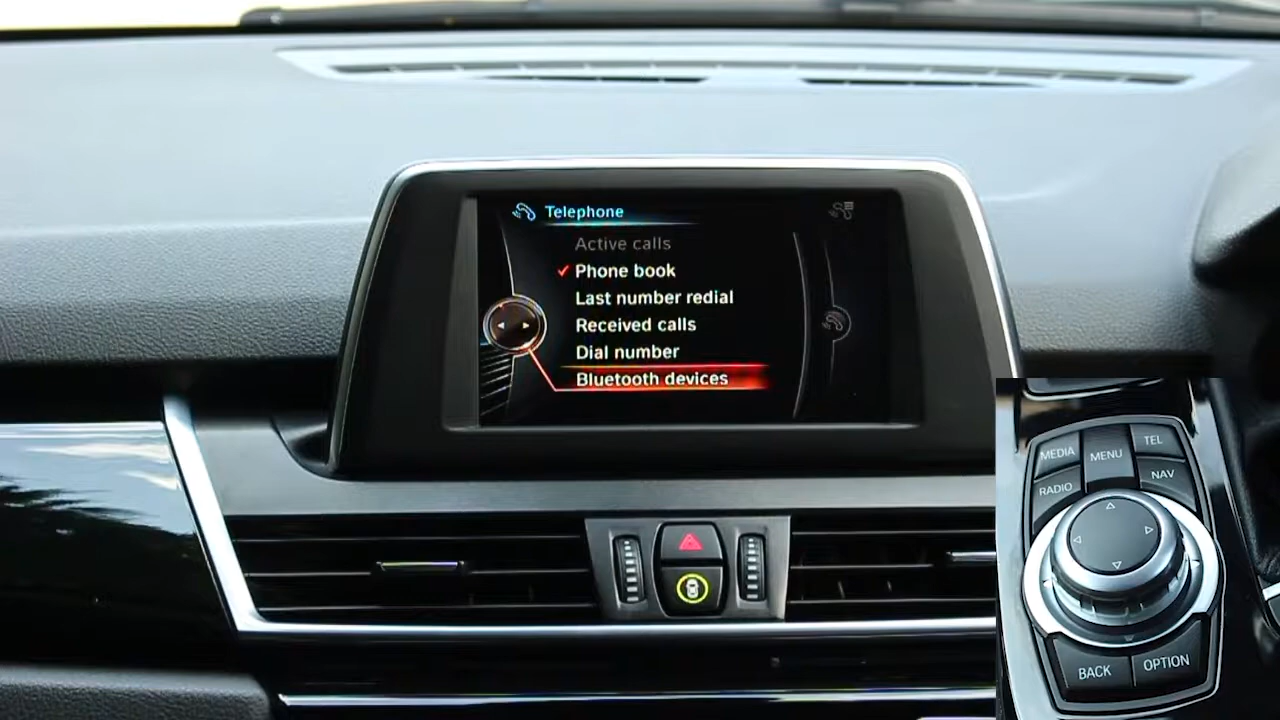 Telephone
Active calls
Phone book
Last number redial
Received calls
Dial number
Bluetooth devices
MEDIA
MENU
TEL
RADIO
NAV
BACK
OPTION